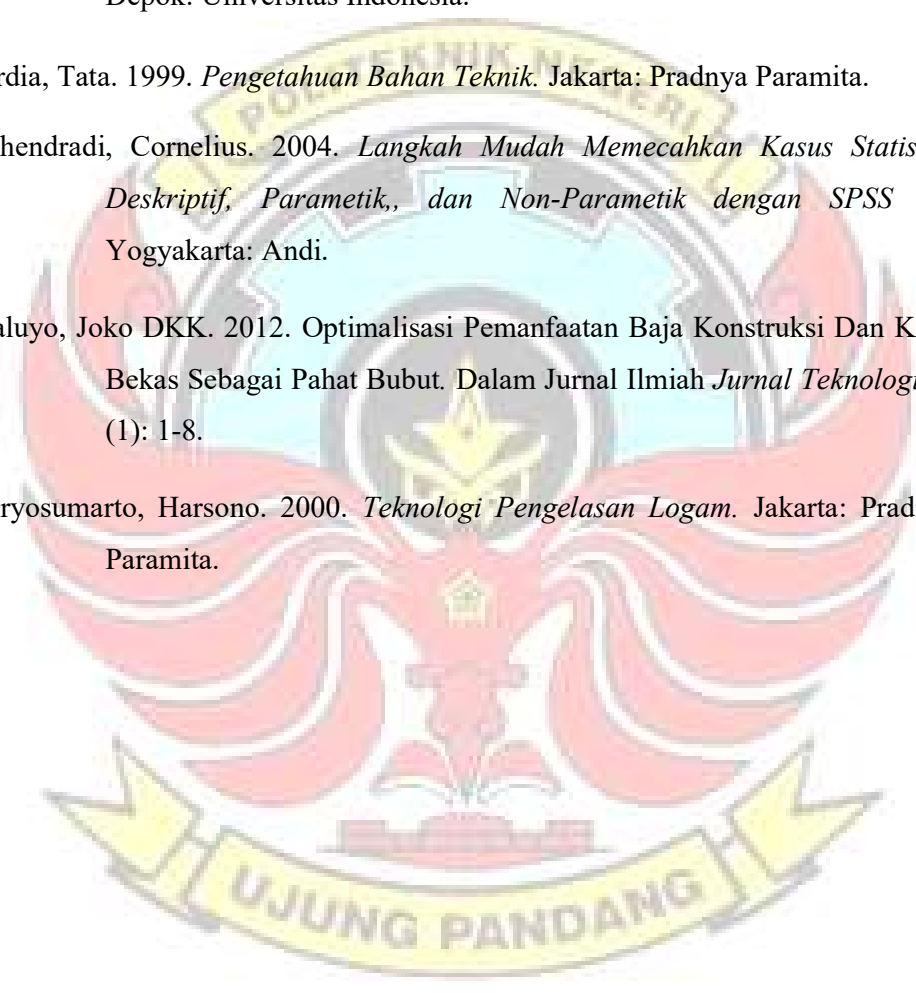 Depok: Universitas Indonesia.
POLITEKNIK NEGERI
rdia, Tata. 1999. Pengetahuan Bahan Teknik. Jakarta: Pradnya Paramita.
hendradi, Cornelius. 2004. Langkah Mudah Memecahkan Kasus Statis
Deskriptif, Parametik,, dan Non-Parametik dengan SPSS
Yogyakarta: Andi.
aluyo, Joko DKK. 2012. Optimalisasi Pemanfaatan Baja Konstruksi Dan K
Bekas Sebagai Pahat Bubut. Dalam Jurnal Ilmiah Jurnal Teknologi
(1): 1-8.
ryosumarto, Harsono. 2000. Teknologi Pengelasan Logam. Jakarta: Prad
Paramita.
UJUNG PANDANG